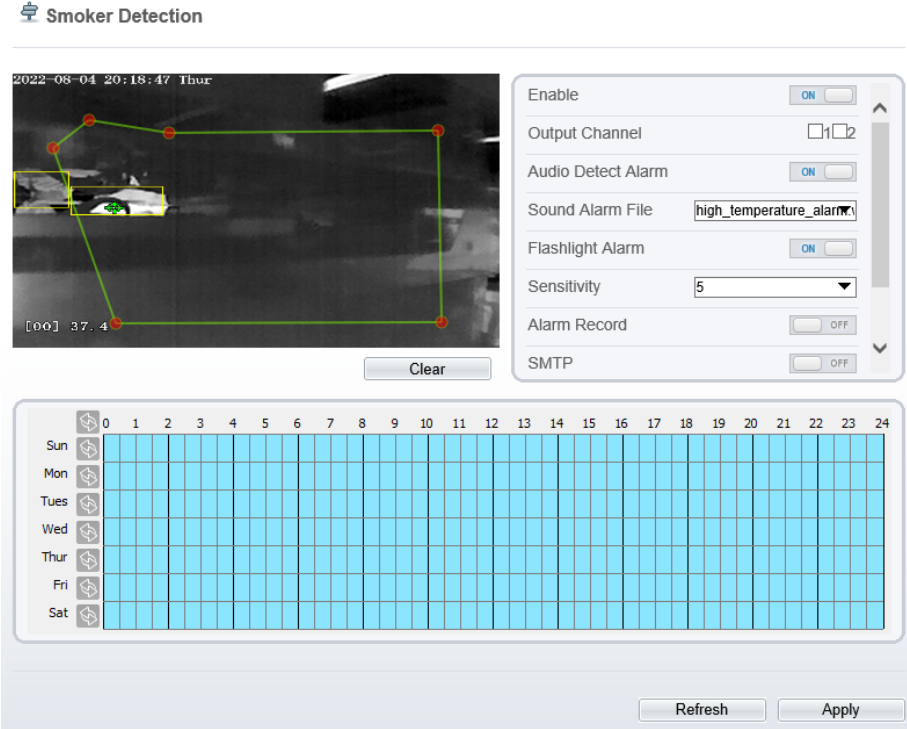 Smoker Detection
2022-08-04 20:18:47 Thur
[00] 37.4
Clear
Enable ON
Output Channel 1 2
Audio Detect Alarm ON
Sound Alarm File high_temperature_alarm
Flashlight Alarm ON
Sensitivity 5
Alarm Record OFF
SMTP OFF
0 1 2 3 4 5 6 7 8 9 10 11 12 13 14 15 16 17 18 19 20 21 22 23 24
Sun
Mon
Tues
Wed
Thur
Fri
Sat
Refresh Apply